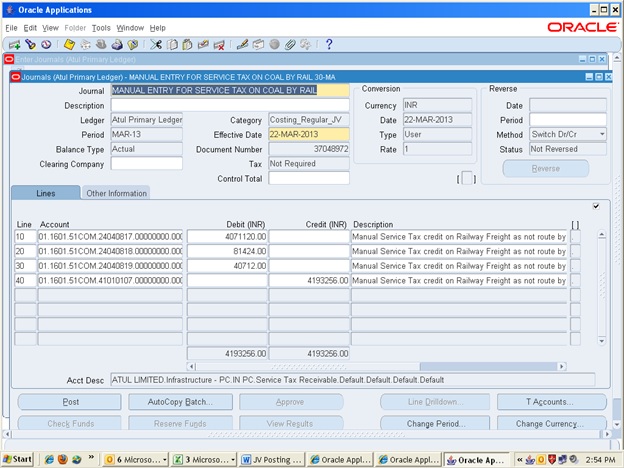 Oracle Applications
File Edit View Folder Tools Window Help
ORACLE
Enter Journals (Atul Primary Ledger)
Journals (Atul Primary Ledger) - MANUAL ENTRY FOR SERVICE TAX ON COAL BY RAIL 30-MA
Journal MANUAL ENTRY FOR SERVICE TAX ON COAL BY RAIL
Description
Ledger Atul Primary Ledger
Period MAR-13
Balance Type Actual
Clearing Company
Category Costing_Regular_JV
Effective Date 22-MAR-2013
Document Number 37048972
Tax Not Required
Control Total
Conversion
Currency INR
Date 22-MAR-2013
Type User
Rate 1
[ ]
Reverse
Date
Period
Method Switch Dr/Cr
Status Not Reversed
Reverse
Lines Other Information
Line Account Debit (INR) Credit (INR) Description [ ]
10 01.1601.51COM.24040817.00000000.000 4071120.00 Manual Service Tax credit on Railway Freight as not route by
20 01.1601.51COM.24040818.00000000.000 81424.00 Manual Service Tax credit on Railway Freight as not route by
30 01.1601.51COM.24040819.00000000.000 40712.00 Manual Service Tax credit on Railway Freight as not route by
40 01.1601.51COM.41010107.00000000.000 4193256.00 Manual Service Tax credit on Railway Freight as not route by
4193256.00 4193256.00
Acct Desc ATUL LIMITED.Infrastructure - PC.IN PC.Service Tax Receivable.Default.Default.Default.Default
Post AutoCopy Batch... Approve Line Drilldown... T Accounts...
Check Funds Reserve Funds View Results Change Period... Change Currency...
Start 6 Microso... 3 Microso... JV Posting ... Oracle Appl... Oracle Appl... Oracle Ap... 2:54 PM